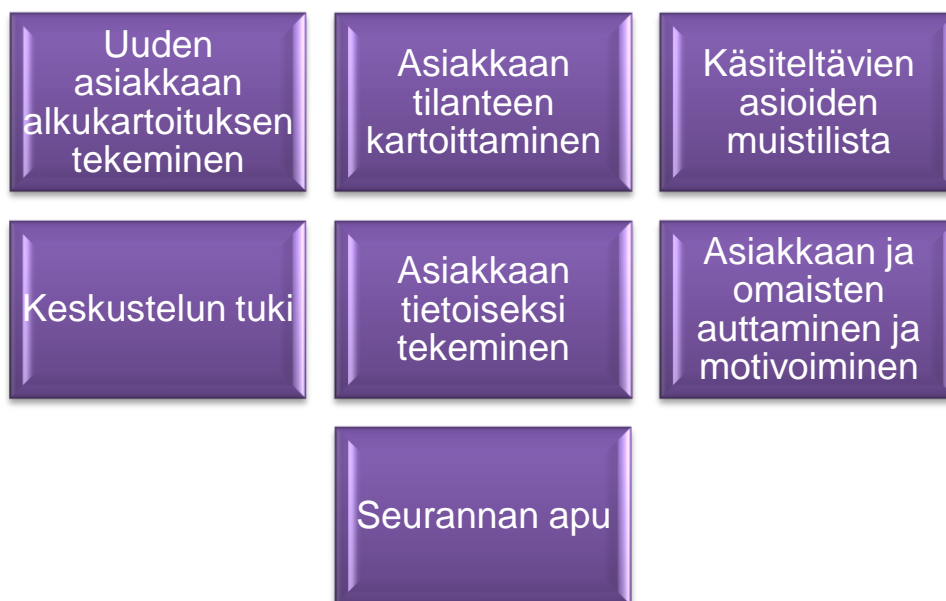 Uuden
asiakkaan
alkukartoituksen
tekeminen
Asiakkaan
tilanteen
kartoittaminen
Käsiteltävien
asioiden
muistilista
Keskustelun tuki
Asiakkaan
tietoiseksi
tekeminen
Asiakkaan ja
omaisten
auttaminen ja
motivoiminen
Seurannan apu